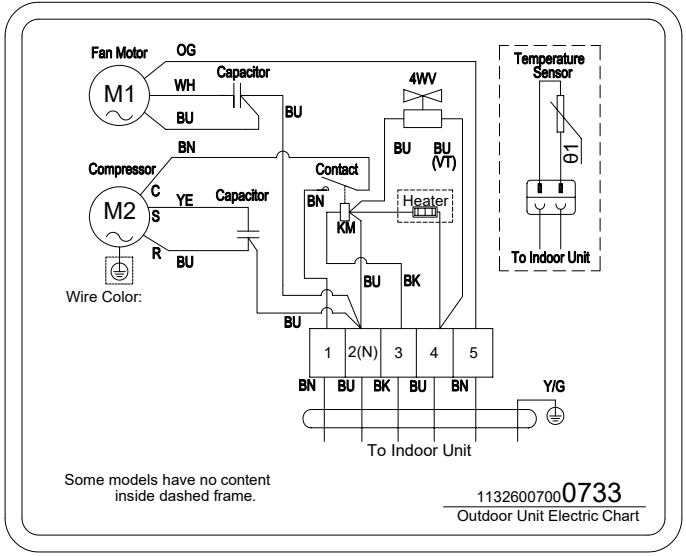 Fan Motor
OG
Capacitor
4WV
Temperature
Sensor
M1
WH
BU
BU
BN
BU
BU
(VT)
θ1
Compressor
Contact
C
M2
YE
Capacitor
BN
Heater
S
KM
R
BU
To Indoor Unit
BU
BK
Wire Color:
BU
1
2(N)
3
4
5
BN
BU
BK
BU
BN
Y/G
To Indoor Unit
Some models have no content
inside dashed frame.
11326007000733
Outdoor Unit Electric Chart